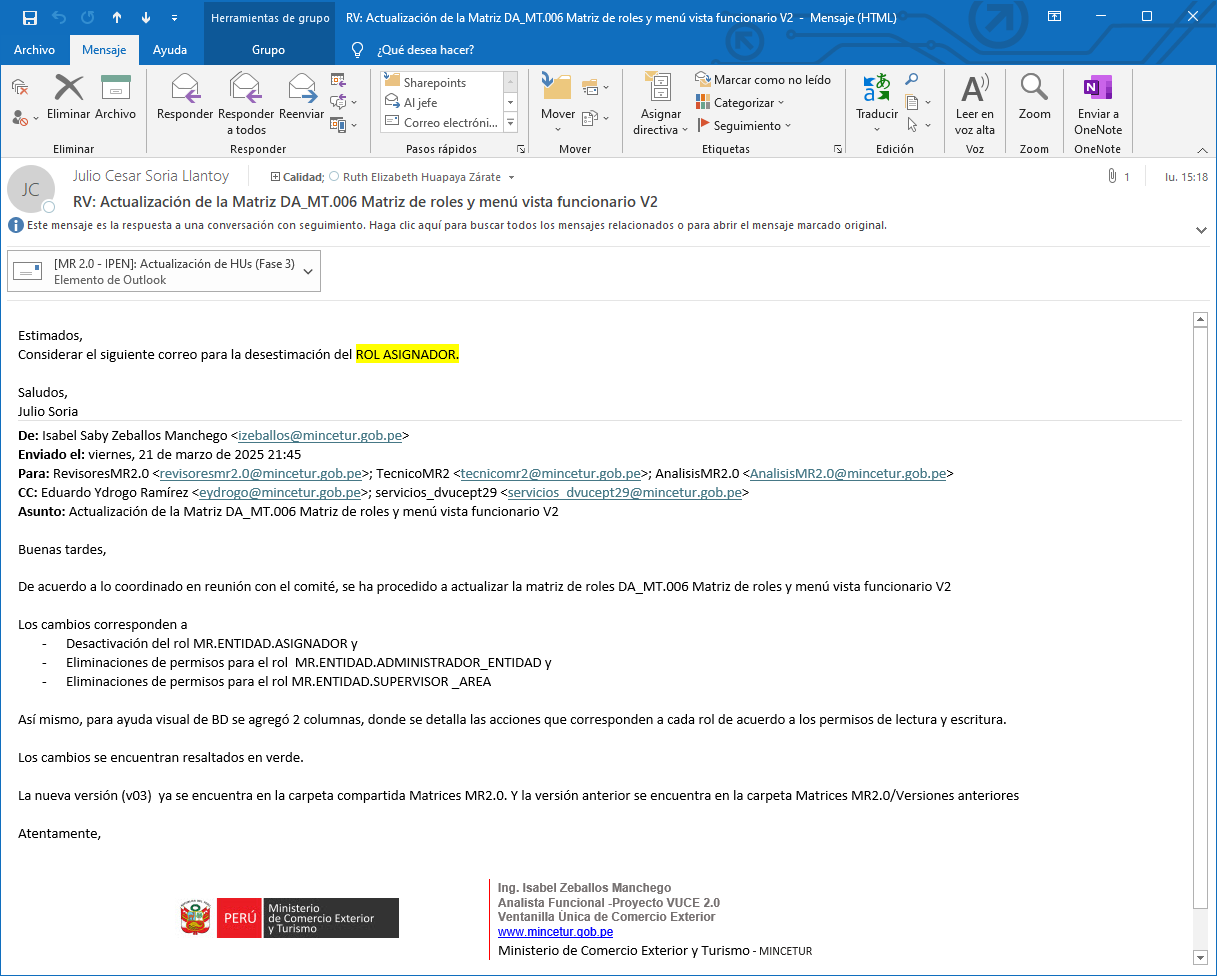 Herramientas de grupo
RV: Actualización de la Matriz DA_MT.006 Matriz de roles y menú vista funcionario V2 - Mensaje (HTML)
Archivo
Mensaje
Ayuda
Grupo
¿Qué desea hacer?
Eliminar
Archivo
Eliminar
Responder
Responder
a todos
Reenviar
Responder
Sharepoints
Al jefe
Correo electróni...
Pasos rápidos
Mover
Mover
Asignar
directiva
Marcar como no leído
Categorizar
Seguimiento
Etiquetas
Traducir
Edición
Leer en
voz alta
Voz
Zoom
Zoom
Enviar a
OneNote
OneNote
JC
Julio Cesar Soria Llantoy
Calidad; Ruth Elizabeth Huapaya Zárate
1
lu. 15:18
RV: Actualización de la Matriz DA_MT.006 Matriz de roles y menú vista funcionario V2
Este mensaje es la respuesta a una conversación con seguimiento. Haga clic aquí para buscar todos los mensajes relacionados o para abrir el mensaje marcado original.
[MR 2.0 - IPEN]: Actualización de HUs (Fase 3)
Elemento de Outlook
Estimados,
Considerar el siguiente correo para la desestimación del ROL ASIGNADOR.
Saludos,
Julio Soria
De: Isabel Saby Zeballos Manchego <izeballos@mincetur.gob.pe>
Enviado el: viernes, 21 de marzo de 2025 21:45
Para: RevisoresMR2.0 <revisoresmr2.0@mincetur.gob.pe>; TecnicoMR2 <tecnicomr2@mincetur.gob.pe>; AnalisisMR2.0 <AnalisisMR2.0@mincetur.gob.pe>
CC: Eduardo Ydrogo Ramírez <eydrogo@mincetur.gob.pe>; servicios_dvucept29 <servicios_dvucept29@mincetur.gob.pe>
Asunto: Actualización de la Matriz DA_MT.006 Matriz de roles y menú vista funcionario V2
Buenas tardes,
De acuerdo a lo coordinado en reunión con el comité, se ha procedido a actualizar la matriz de roles DA_MT.006 Matriz de roles y menú vista funcionario V2
Los cambios corresponden a
- Desactivación del rol MR.ENTIDAD.ASIGNADOR y
- Eliminaciones de permisos para el rol MR.ENTIDAD.ADMINISTRADOR_ENTIDAD y
- Eliminaciones de permisos para el rol MR.ENTIDAD.SUPERVISOR _AREA
Así mismo, para ayuda visual de BD se agregó 2 columnas, donde se detalla las acciones que corresponden a cada rol de acuerdo a los permisos de lectura y escritura.
Los cambios se encuentran resaltados en verde.
La nueva versión (v03) ya se encuentra en la carpeta compartida Matrices MR2.0. Y la versión anterior se encuentra en la carpeta Matrices MR2.0/Versiones anteriores
Atentamente,
PERÚ
Ministerio
de Comercio Exterior
y Turismo
Ing. Isabel Zeballos Manchego
Analista Funcional -Proyecto VUCE 2.0
Ventanilla Única de Comercio Exterior
www.mincetur.gob.pe
Ministerio de Comercio Exterior y Turismo - MINCETUR